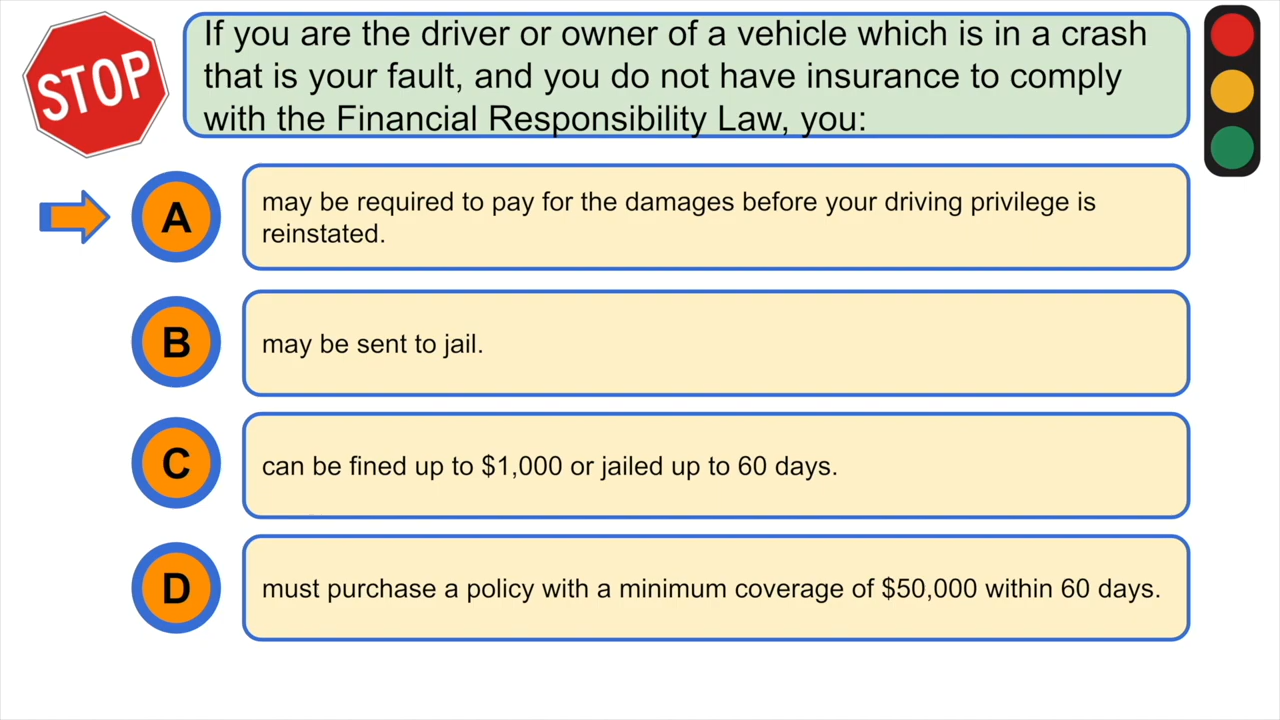 STOP
If you are the driver or owner of a vehicle which is in a crash
that is your fault, and you do not have insurance to comply
with the Financial Responsibility Law, you:
A
may be required to pay for the damages before your driving privilege is
reinstated.
B
may be sent to jail.
C
can be fined up to $1,000 or jailed up to 60 days.
D
must purchase a policy with a minimum coverage of $50,000 within 60 days.